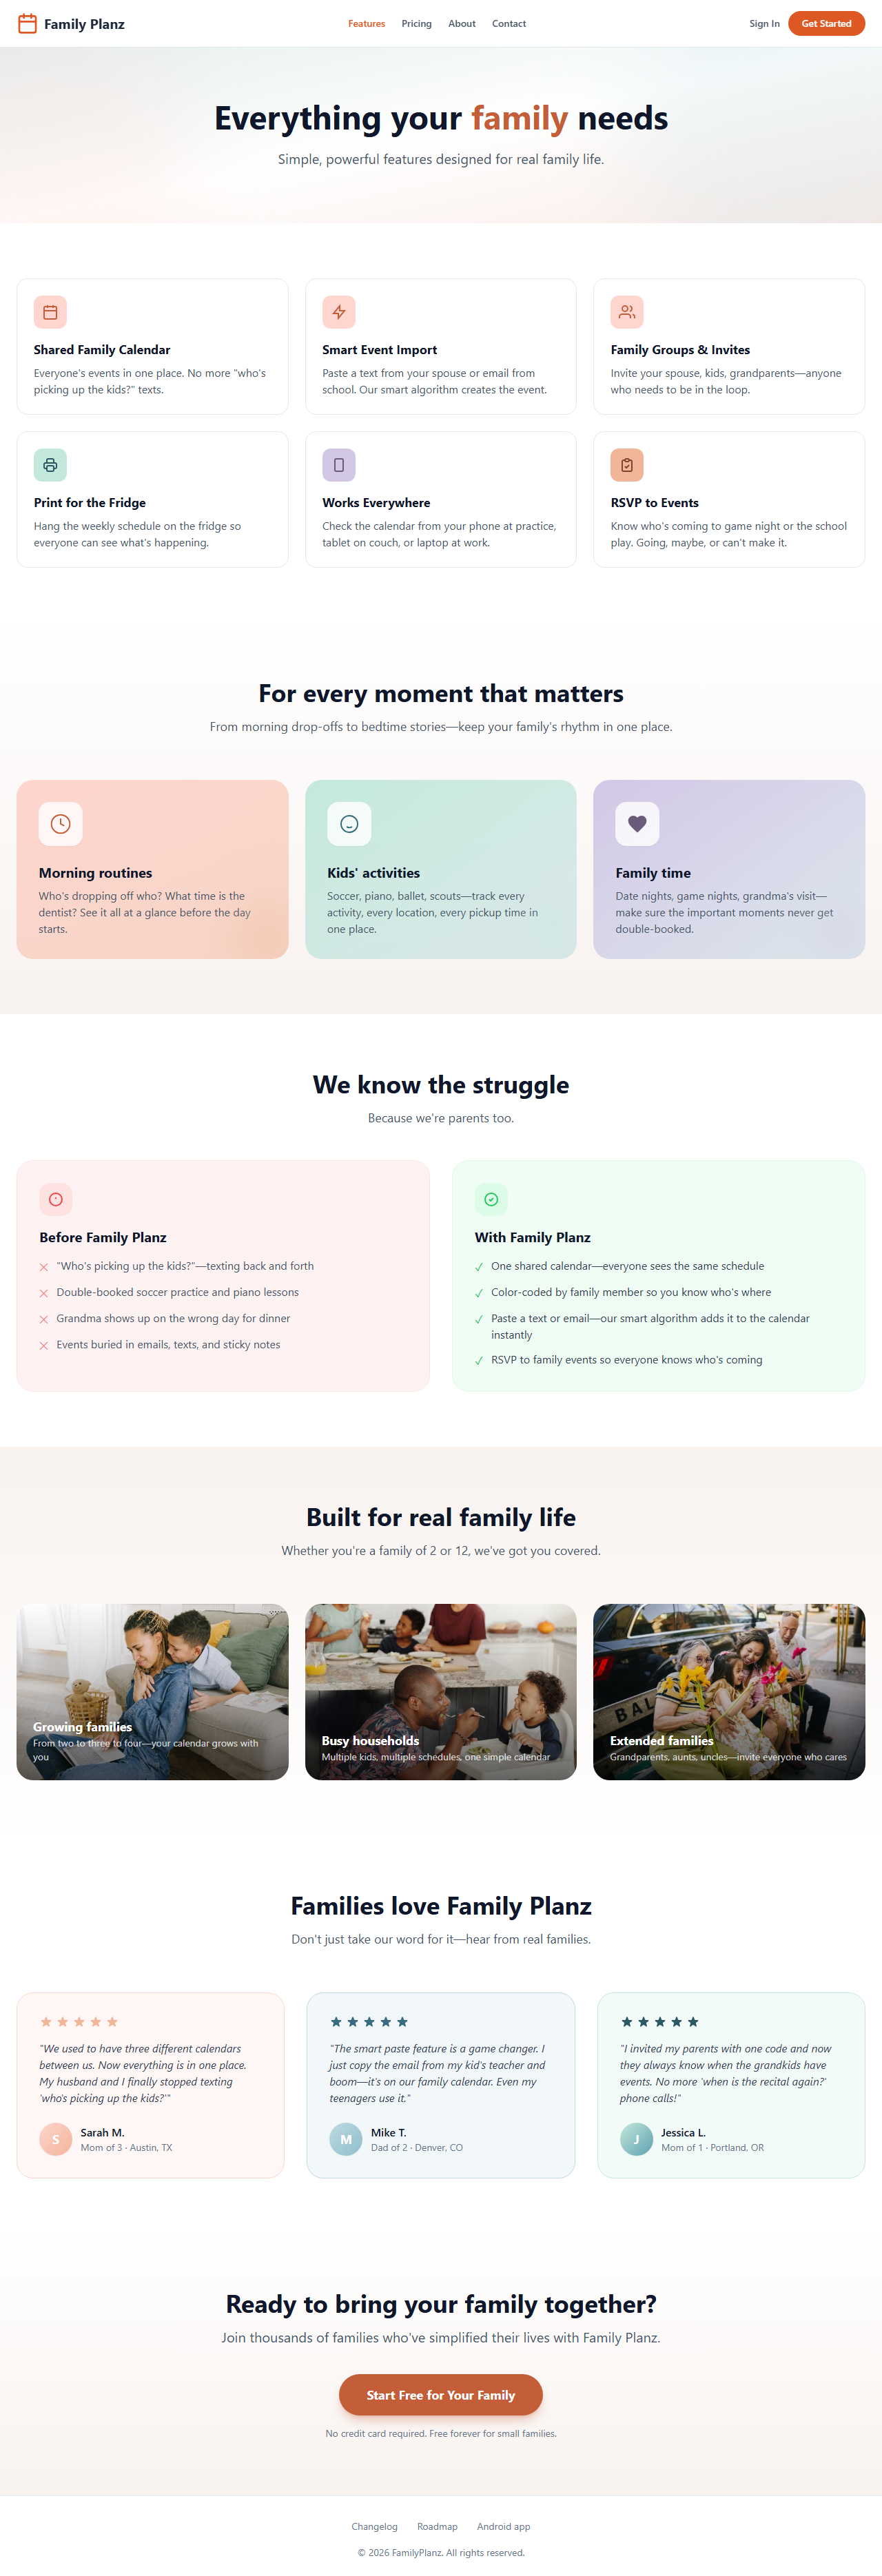 Family Planz
Features
Pricing
About
Contact
Sign In
Get Started
Everything your family needs
Simple, powerful features designed for real family life.
Shared Family Calendar
Everyone's events in one place. No more "who's
picking up the kids?" texts.
Smart Event Import
Paste a text from your spouse or email from
school. Our smart algorithm creates the event.
Family Groups & Invites
Invite your spouse, kids, grandparents—anyone
who needs to be in the loop.
Print for the Fridge
Hang the weekly schedule on the fridge so
everyone can see what's happening.
Works Everywhere
Check the calendar from your phone at practice,
tablet on couch, or laptop at work.
RSVP to Events
Know who's coming to game night or the school
play. Going, maybe, or can't make it.
For every moment that matters
From morning drop-offs to bedtime stories—keep your family's rhythm in one place.
Morning routines
Who's dropping off who? What time is the
dentist? See it all at a glance before the day
starts.
Kids' activities
Soccer, piano, ballet, scouts—track every
activity, every location, every pickup time in
one place.
Family time
Date nights, game nights, grandma's visit—
make sure the important moments never get
double-booked.
We know the struggle
Because we're parents too.
Before Family Planz
"Who's picking up the kids?"—texting back and forth
Double-booked soccer practice and piano lessons
Grandma shows up on the wrong day for dinner
Events buried in emails, texts, and sticky notes
With Family Planz
One shared calendar—everyone sees the same schedule
Color-coded by family member so you know who's where
Paste a text or email—our smart algorithm adds it to the calendar
instantly
RSVP to family events so everyone knows who's coming
Built for real family life
Whether you're a family of 2 or 12, we've got you covered.
Growing families
From two to three to four—your calendar grows with
you
Busy households
Multiple kids, multiple schedules, one simple calendar
BAL
Extended families
Grandparents, aunts, uncles—invite everyone who cares
Families love Family Planz
Don't just take our word for it—hear from real families.
"We used to have three different calendars
between us. Now everything is in one place.
My husband and I finally stopped texting
'who's picking up the kids?'"
S
Sarah M.
Mom of 3 · Austin, TX
"The smart paste feature is a game changer. I
just copy the email from my kid's teacher and
boom—it's on our family calendar. Even my
teenagers use it."
M
Mike T.
Dad of 2 · Denver, CO
"I invited my parents with one code and now
they always know when the grandkids have
events. No more 'when is the recital again?'
phone calls!"
J
Jessica L.
Mom of 1 · Portland, OR
Ready to bring your family together?
Join thousands of families who've simplified their lives with Family Planz.
Start Free for Your Family
No credit card required. Free forever for small families.
Changelog
Roadmap
Android app
© 2026 FamilyPlanz. All rights reserved.